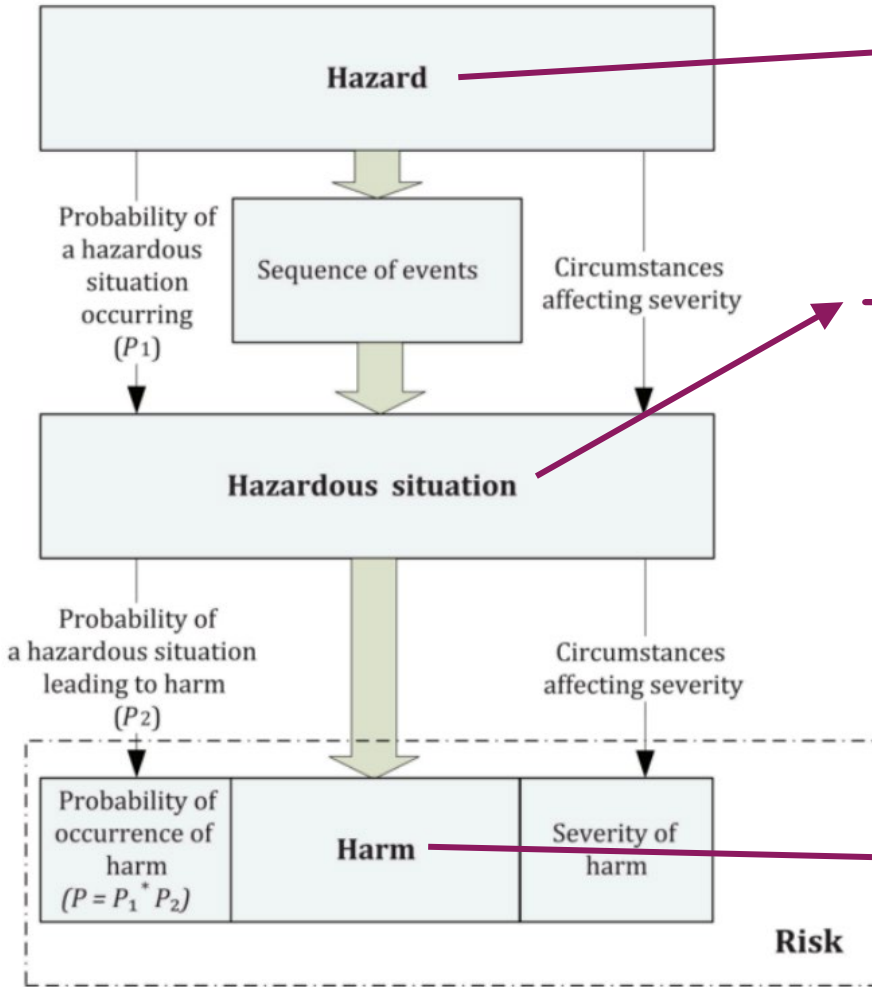 Hazard
Probability of
a hazardous
situation
occurring
(P1)
Sequence of events
Circumstances
affecting severity
Hazardous situation
Probability of
a hazardous situation
leading to harm
(P2)
Circumstances
affecting severity
Probability of
occurrence of
harm
(P = P₁* P₂)
Harm
Severity of
harm
Risk